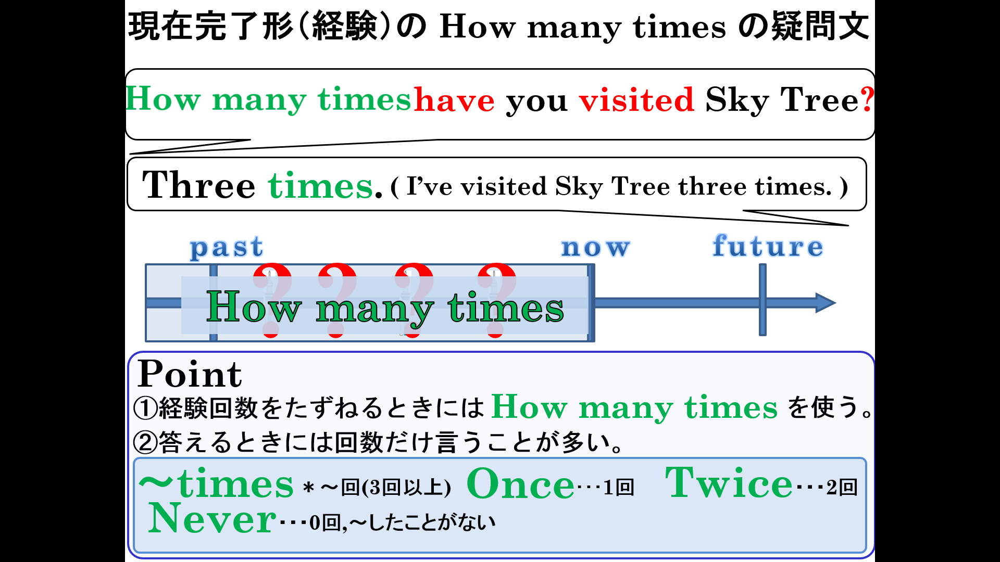 現在完了形（経験）の How many times の疑問文
How many times have you visited Sky Tree?
Three times. ( I’ve visited Sky Tree three times. )
past now future
? ? ? ?
How many times
Point
①経験回数をたずねるときには How many times を使う。
②答えるときには回数だけ言うことが多い。
～times ＊～回(3回以上) Once･･･1回 Twice･･･2回
Never･･･0回,～したことがない